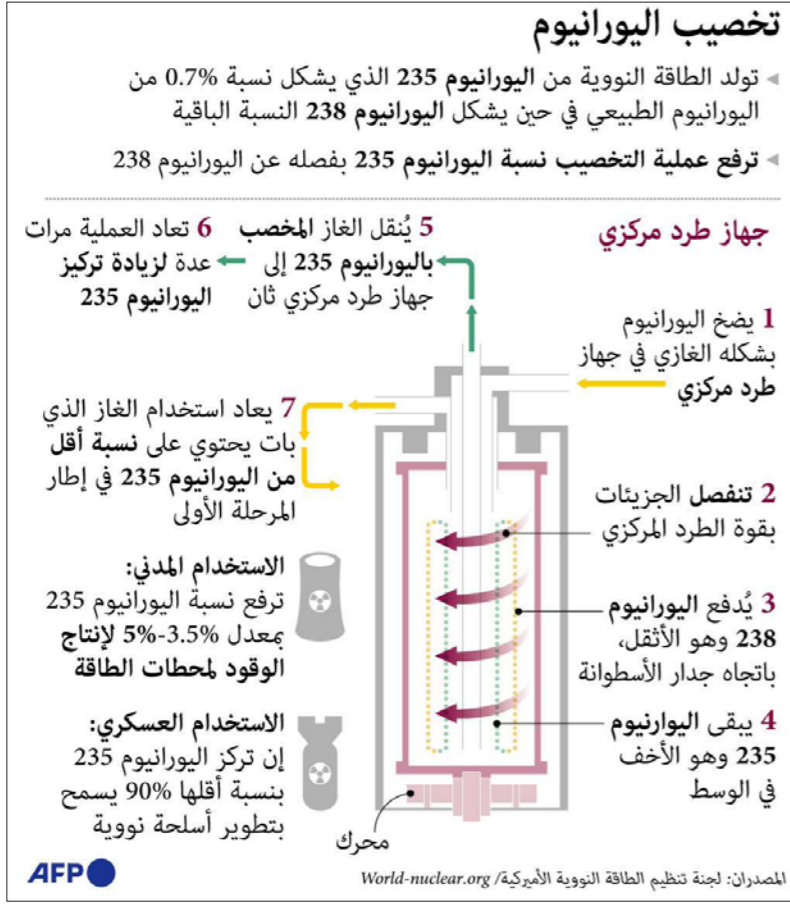 تخصيب اليورانيوم
تولد الطاقة النووية من اليورانيوم 235 الذي يشكل نسبة 0.7% من
اليورانيوم الطبيعي في حين يشكل اليورانيوم 238 النسبة الباقية
ترفع عملية التخصيب نسبة اليورانيوم 235 بفصله عن اليورانيوم 238
جهاز طرد مركزي
1 يضخ اليورانيوم
بشكله الغازي في جهاز
طرد مركزي
2 تنفصل الجزيئات
بقوة الطرد المركزي
3 يُدفع اليورانيوم
238 وهو الأثقل،
باتجاه جدار الأسطوانة
4 يبقى اليوارنيوم
235 وهو الأخف
في الوسط
5 يُنقل الغاز المخصب
باليورانيوم 235 إلى
جهاز طرد مركزي ثان
6 تعاد العملية مرات
عدة لزيادة تركيز
اليورانيوم 235
7 يعاد استخدام الغاز الذي
بات يحتوي على نسبة أقل
من اليورانيوم 235 في إطار
المرحلة الأولى
الاستخدام المدني:
ترفع نسبة اليورانيوم 235
بمعدل 3.5%-5% لإنتاج
الوقود لمحطات الطاقة
الاستخدام العسكري:
إن تركز اليورانيوم 235
بنسبة أقلها 90% يسمح
بتطوير أسلحة نووية
محرك
المصدران: لجنة تنظيم الطاقة النووية الأميركية/ World-nuclear.org
AFP